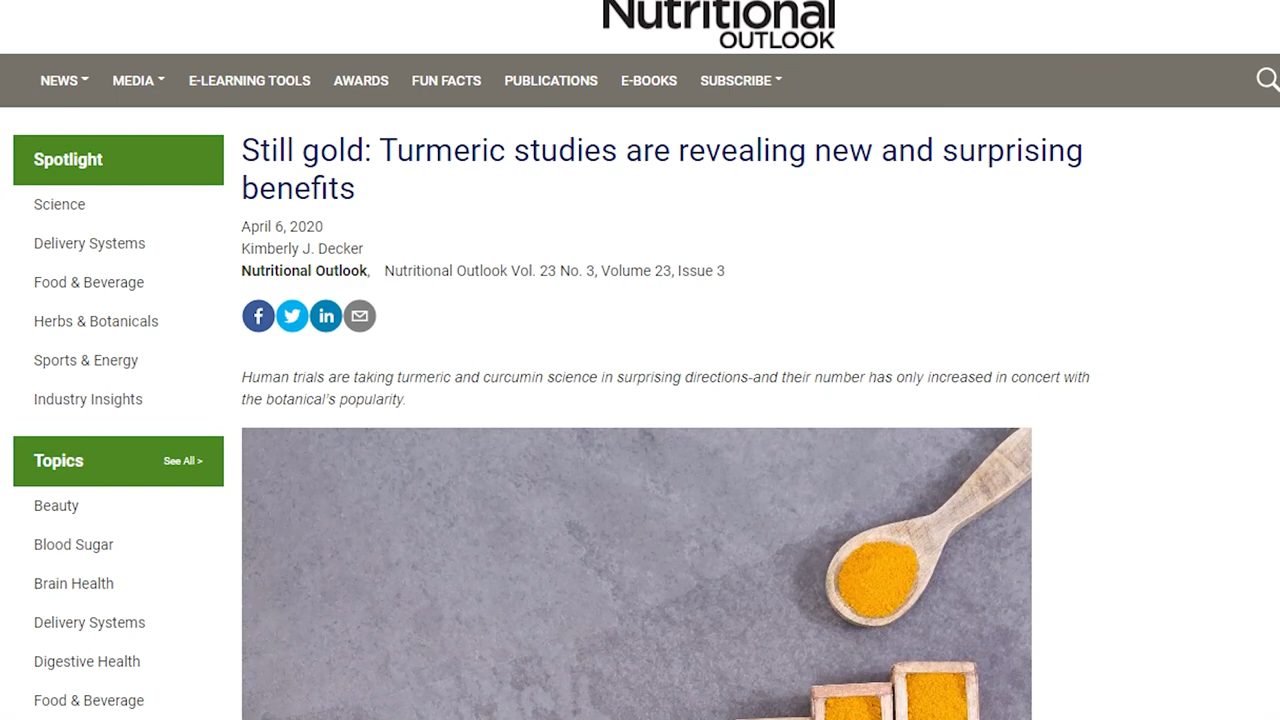 Nutritional
OUTLOOK
NEWS MEDIA E-LEARNING TOOLS AWARDS FUN FACTS PUBLICATIONS E-BOOKS SUBSCRIBE
Spotlight
Science
Delivery Systems
Food & Beverage
Herbs & Botanicals
Sports & Energy
Industry Insights
Topics See All >
Beauty
Blood Sugar
Brain Health
Delivery Systems
Digestive Health
Food & Beverage
Still gold: Turmeric studies are revealing new and surprising
benefits
April 6, 2020
Kimberly J. Decker
Nutritional Outlook, Nutritional Outlook Vol. 23 No. 3, Volume 23, Issue 3
Human trials are taking turmeric and curcumin science in surprising directions-and their number has only increased in concert with
the botanical's popularity.